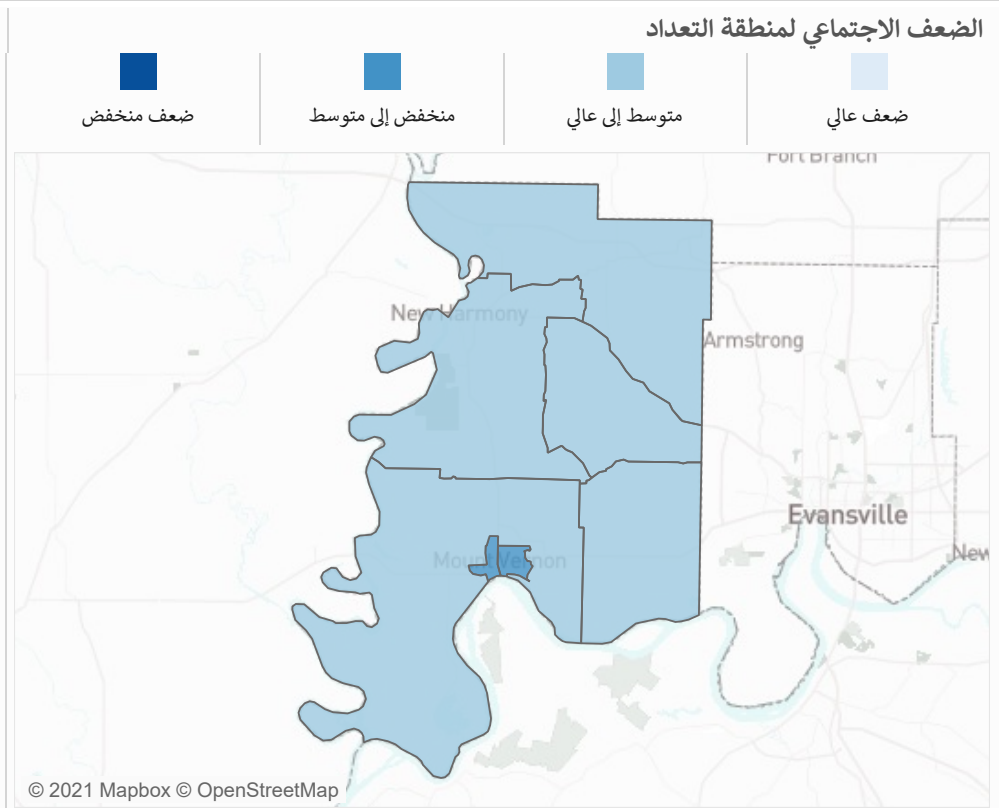 الضعف الاجتماعي لمنطقة التعداد
ضعف عالي
متوسط إلى عالي
منخفض إلى متوسط
ضعف منخفض
Fort Branch
New Harmony
Armstrong
Evansville
New
Mount Vernon
© 2021 Mapbox © OpenStreetMap